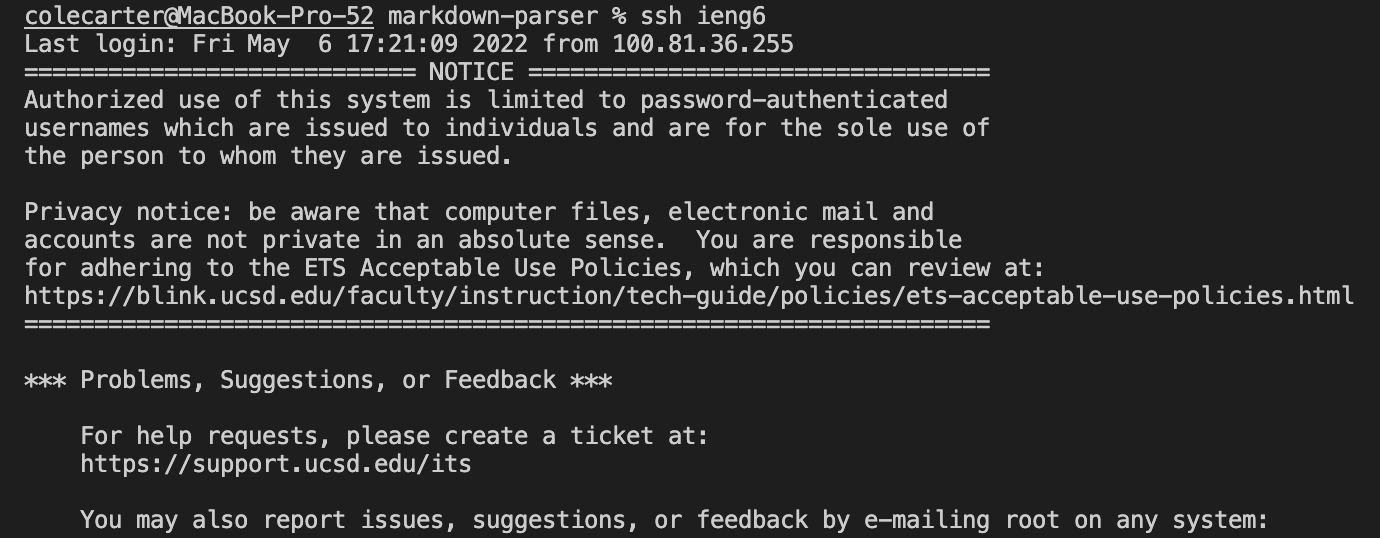 colecarter@MacBook-Pro-52 markdown-parser % ssh ieng6
Last login: Fri May  6 17:21:09 2022 from 100.81.36.255
============================ NOTICE =================================
Authorized use of this system is limited to password-authenticated
usernames which are issued to individuals and are for the sole use of
the person to whom they are issued.

Privacy notice: be aware that computer files, electronic mail and
accounts are not private in an absolute sense.  You are responsible
for adhering to the ETS Acceptable Use Policies, which you can review at:
https://blink.ucsd.edu/faculty/instruction/tech-guide/policies/ets-acceptable-use-policies.html
=====================================================================

*** Problems, Suggestions, or Feedback ***

    For help requests, please create a ticket at:
    https://support.ucsd.edu/its

    You may also report issues, suggestions, or feedback by e-mailing root on any system: